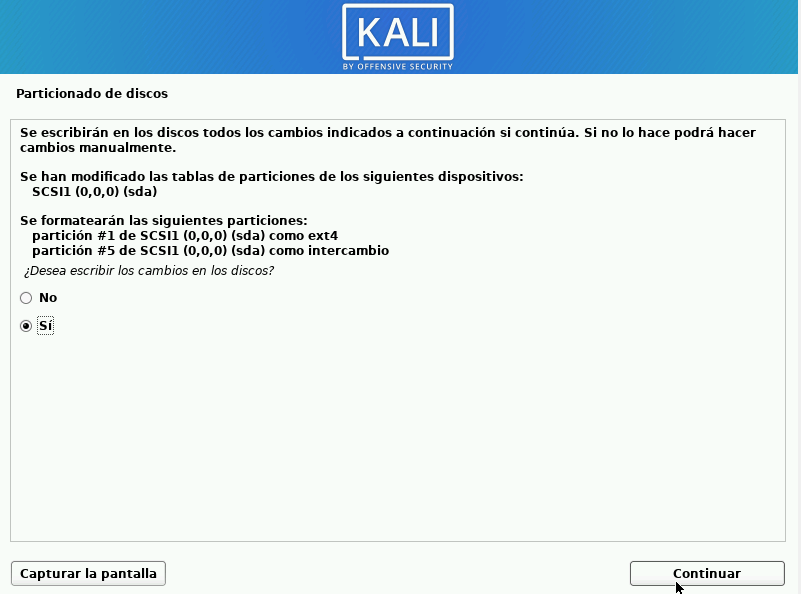 KALI
BY OFFENSIVE SECURITY
Particionado de discos
Se escribirán en los discos todos los cambios indicados a continuación si continúa. Si no lo hace podrá hacer
cambios manualmente.
Se han modificado las tablas de particiones de los siguientes dispositivos:
SCSI1 (0,0,0) (sda)
Se formatearán las siguientes particiones:
partición #1 de SCSI1 (0,0,0) (sda) como ext4
partición #5 de SCSI1 (0,0,0) (sda) como intercambio
¿Desea escribir los cambios en los discos?
No
Sí
Capturar la pantalla
Continuar